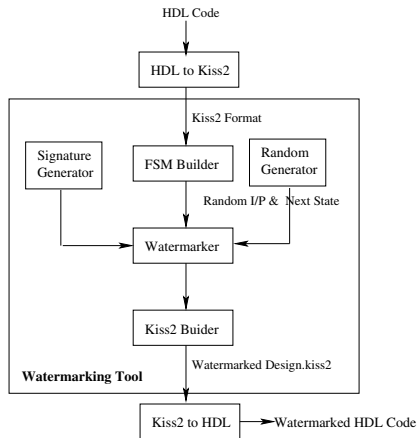 HDL Code
HDL to Kiss2
Kiss2 Format
Signature
Generator
FSM Builder
Random
Generator
Random I/P & Next State
Watermarker
Kiss2 Buider
Watermarked Design.kiss2
Watermarking Tool
Kiss2 to HDL
Watermarked HDL Code